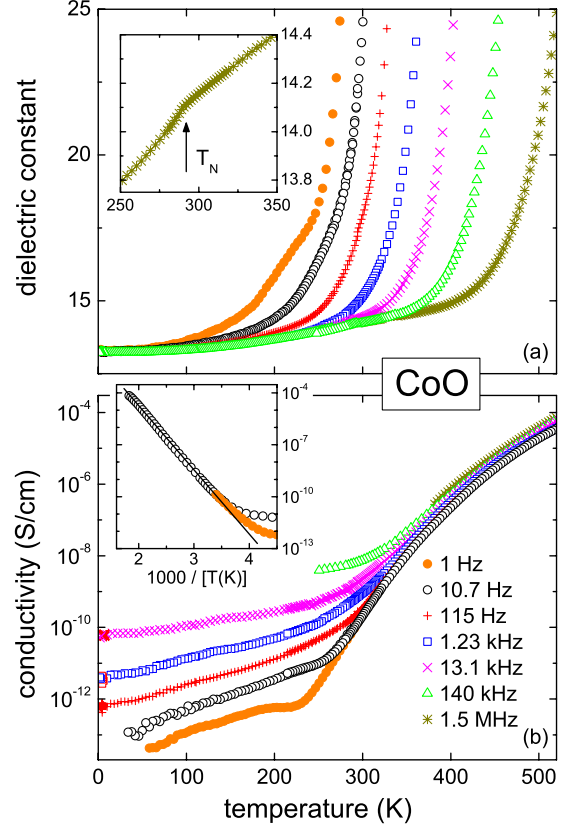 25
20
15
dielectric constant
14.4
14.2
14.0
13.8
250 300 350
T_N
(a)
CoO
10^-4
10^-6
10^-8
10^-10
10^-12
conductivity (S/cm)
10^-4
10^-7
10^-10
10^-13
2 3 4
1000 / [T(K)]
1 Hz
10.7 Hz
115 Hz
1.23 kHz
13.1 kHz
140 kHz
1.5 MHz
(b)
0 100 200 300 400 500
temperature (K)